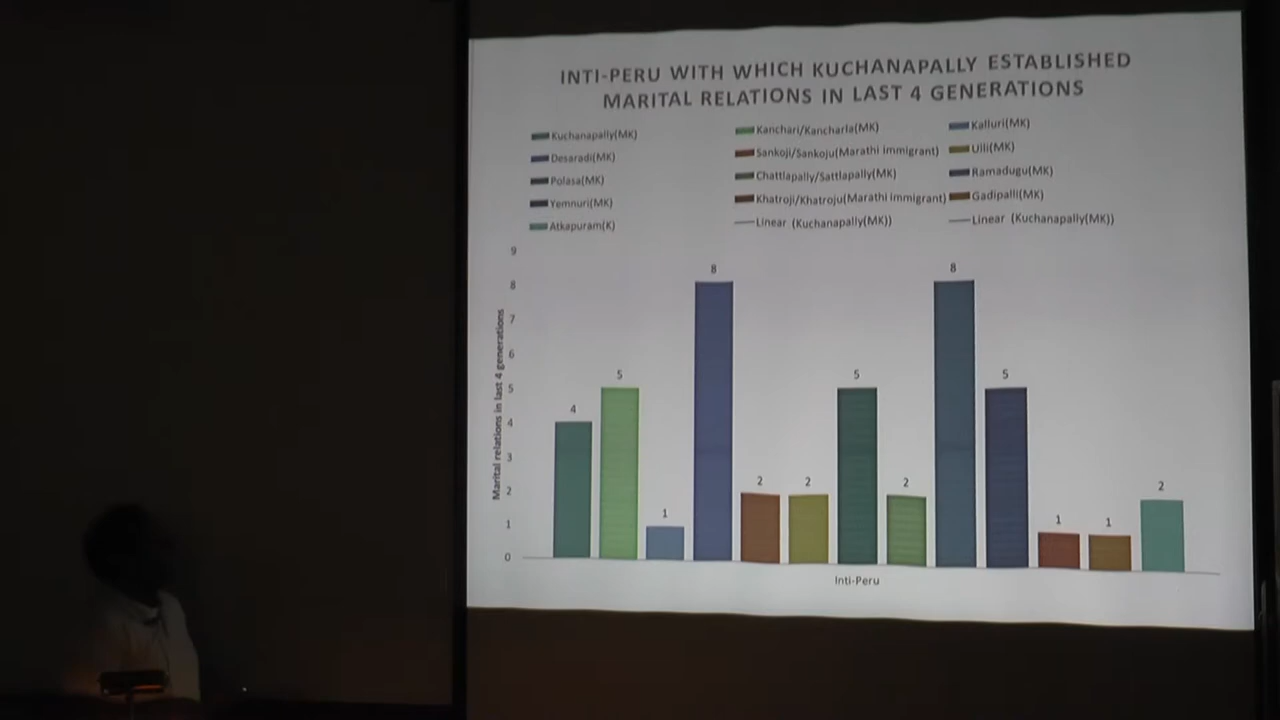 INTI-PERU WITH WHICH KUCHANAPALLY ESTABLISHED
MARITAL RELATIONS IN LAST 4 GENERATIONS
Kuchanapally(MK) Kanchari/Kancharla(MK) Kalluri(MK)
Desaradi(MK) Sankoji/Sankoju(Marathi immigrant) Ulli(MK)
Polasa(MK) Chattlapally/Sattlapally(MK) Ramadugu(MK)
Yemnuri(MK) Khatroji/Khatroju(Marathi immigrant) Gadipalli(MK)
Atkapuram(K) Linear (Kuchanapally(MK)) Linear (Kuchanapally(MK))
Marital relations in last 4 generations
9
8
7
6
5
4
3
2
1
0
4 5 1 8 2 2 5 2 8 5 1 1 2
Inti-Peru